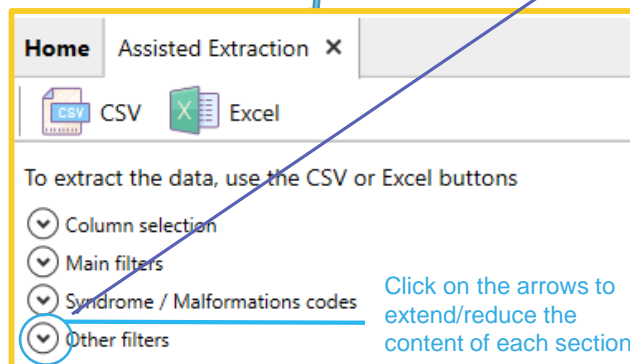 Home Assisted Extraction ×
CSV CSV Excel
To extract the data, use the CSV or Excel buttons
Column selection
Main filters
Syndrome / Malformations codes
Other filters
Click on the arrows to
extend/reduce the
content of each section